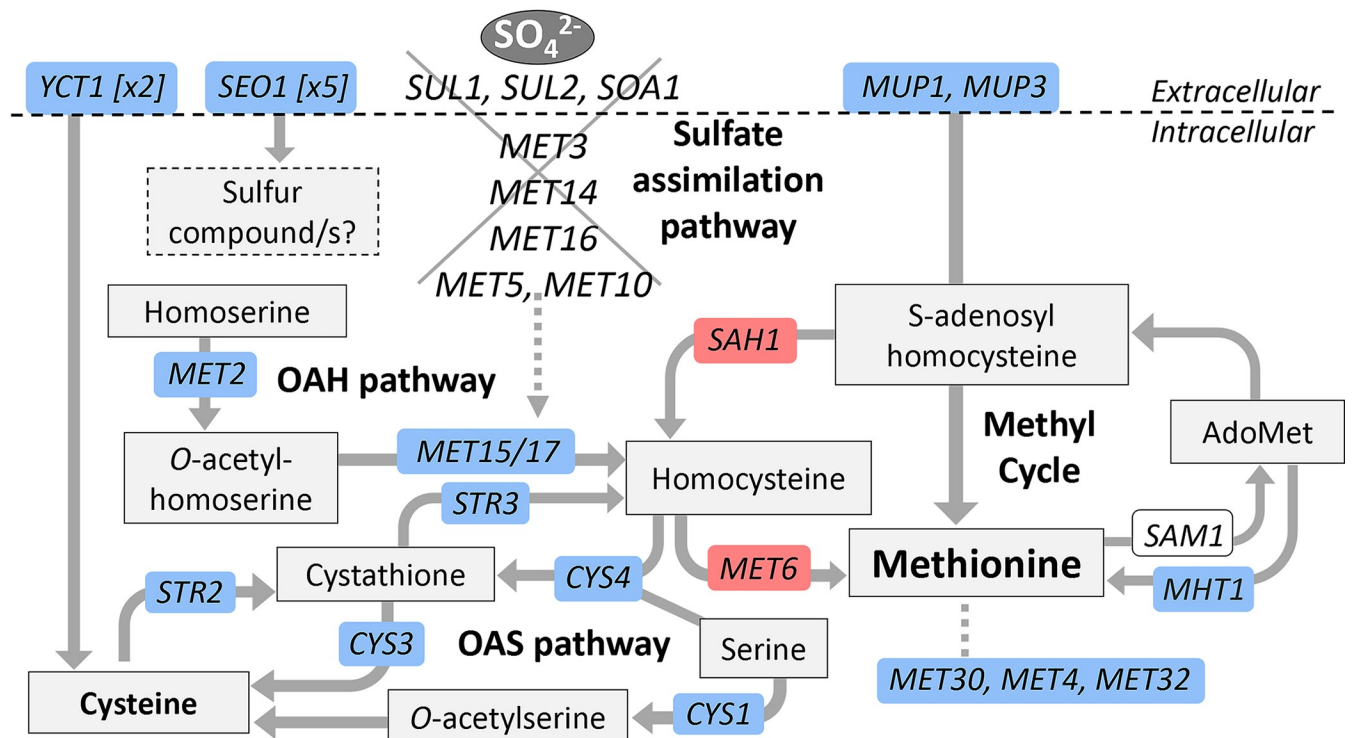 SO₄²⁻
YCT1 [x2]
SEO1 [x5]
SUL1, SUL2, SOA1
MUP1, MUP3
Extracellular
Intracellular
MET3
MET14
MET16
MET5, MET10
Sulfate
assimilation
pathway
Sulfur
compound/s?
Homoserine
MET2
OAH pathway
SAH1
S-adenosyl
homocysteine
O-acetyl-
homoserine
MET15/17
STR3
Homocysteine
Methyl
Cycle
AdoMet
Cystathione
STR2
CYS4
MET6
Methionine
SAM1
MHT1
CYS3
OAS pathway
Serine
MET30, MET4, MET32
Cysteine
O-acetylserine
CYS1